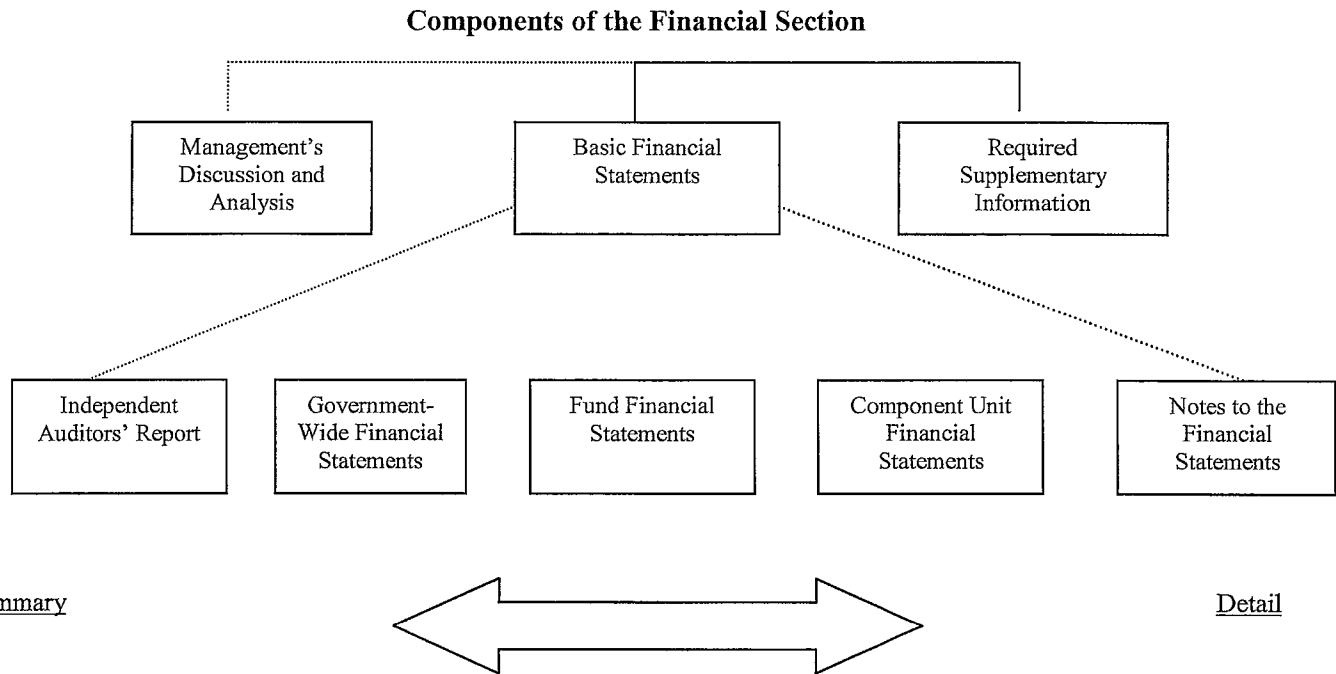 Components of the Financial Section
Management's
Discussion and
Analysis
Basic Financial
Statements
Required
Supplementary
Information
Independent
Auditors' Report
Government-
Wide Financial
Statements
Fund Financial
Statements
Component Unit
Financial
Statements
Notes to the
Financial
Statements
mmary
Detail